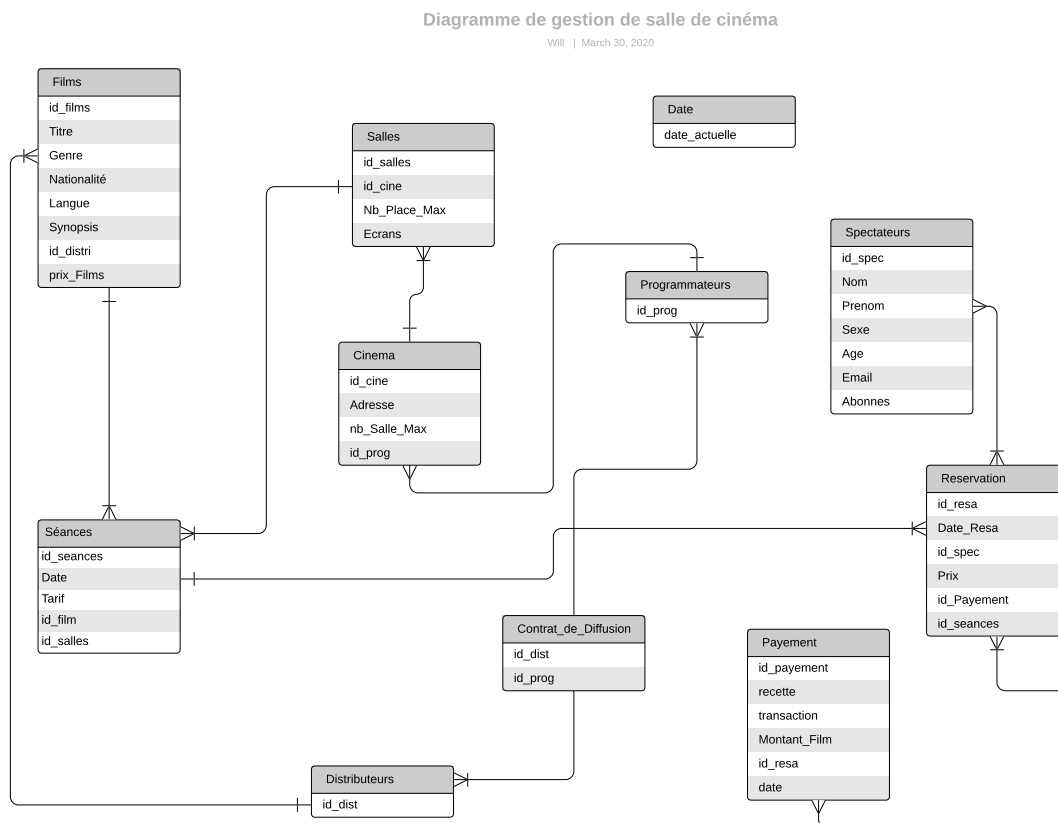 Diagramme de gestion de salle de cinéma
Will | March 30, 2020
Films
id_films
Titre
Genre
Nationalité
Langue
Synopsis
id_distri
prix_Films
Salles
id_salles
id_cine
Nb_Place_Max
Ecrans
Date
date_actuelle
Spectateurs
id_spec
Nom
Prenom
Sexe
Age
Email
Abonnes
Programmateurs
id_prog
Cinema
id_cine
Adresse
nb_Salle_Max
id_prog
Reservation
id_resa
Date_Resa
id_spec
Prix
id_Payement
id_seances
Séances
id_seances
Date
Tarif
id_film
id_salles
Contrat_de_Diffusion
id_dist
id_prog
Payement
id_payement
recette
transaction
Montant_Film
id_resa
date
Distributeurs
id_dist